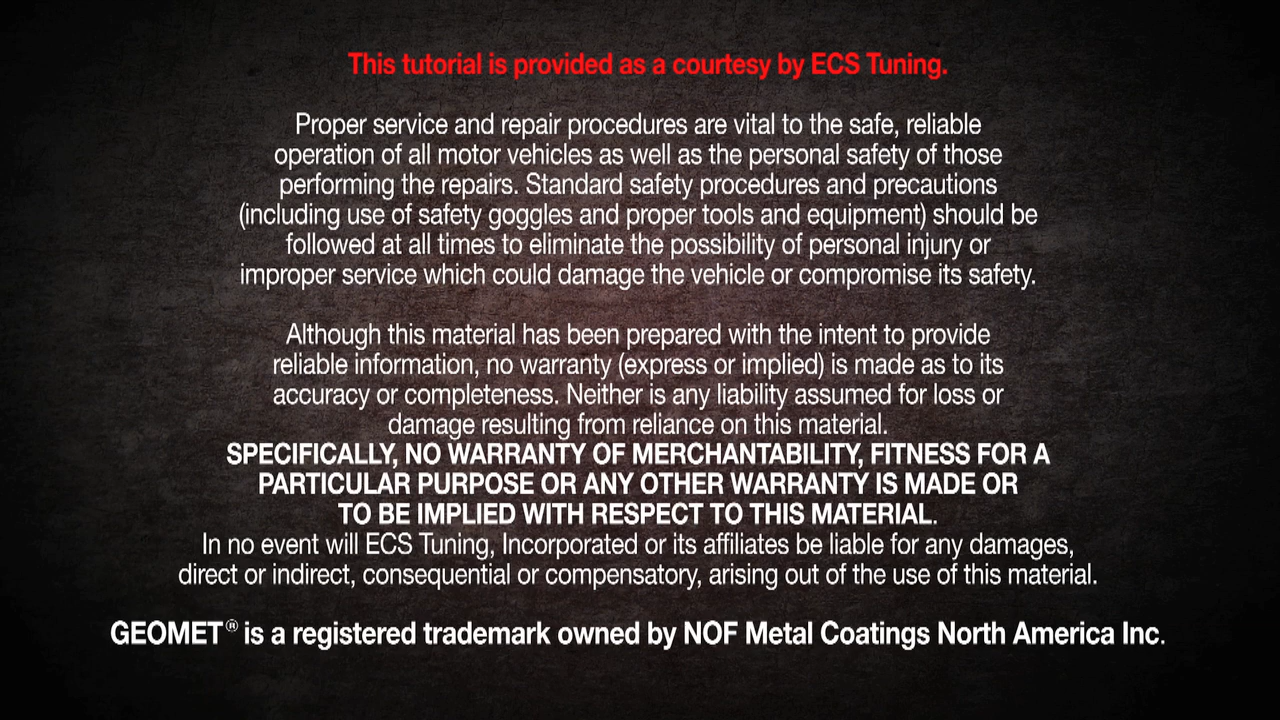 This tutorial is provided as a courtesy by ECS Tuning.
Proper service and repair procedures are vital to the safe, reliable
operation of all motor vehicles as well as the personal safety of those
performing the repairs. Standard safety procedures and precautions
(including use of safety goggles and proper tools and equipment) should be
followed at all times to eliminate the possibility of personal injury or
improper service which could damage the vehicle or compromise its safety.
Although this material has been prepared with the intent to provide
reliable information, no warranty (express or implied) is made as to its
accuracy or completeness. Neither is any liability assumed for loss or
damage resulting from reliance on this material.
SPECIFICALLY, NO WARRANTY OF MERCHANTABILITY, FITNESS FOR A
PARTICULAR PURPOSE OR ANY OTHER WARRANTY IS MADE OR
TO BE IMPLIED WITH RESPECT TO THIS MATERIAL.
In no event will ECS Tuning, Incorporated or its affiliates be liable for any damages,
direct or indirect, consequential or compensatory, arising out of the use of this material.
GEOMET® is a registered trademark owned by NOF Metal Coatings North America Inc.